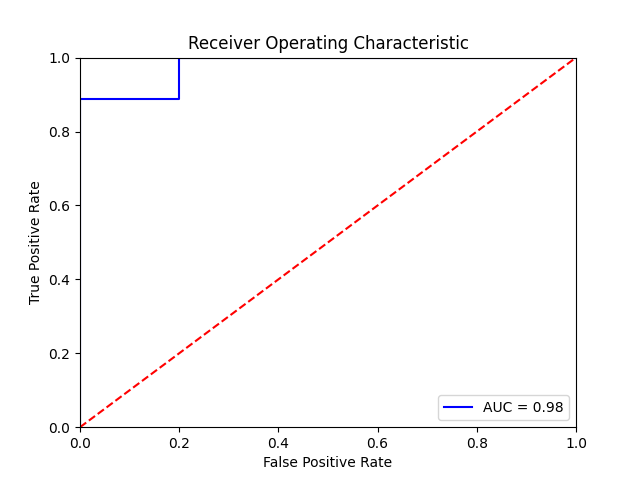 Receiver Operating Characteristic
1.0
0.8
0.6
0.4
0.2
0.0
True Positive Rate
AUC = 0.98
0.0 0.2 0.4 0.6 0.8 1.0
False Positive Rate